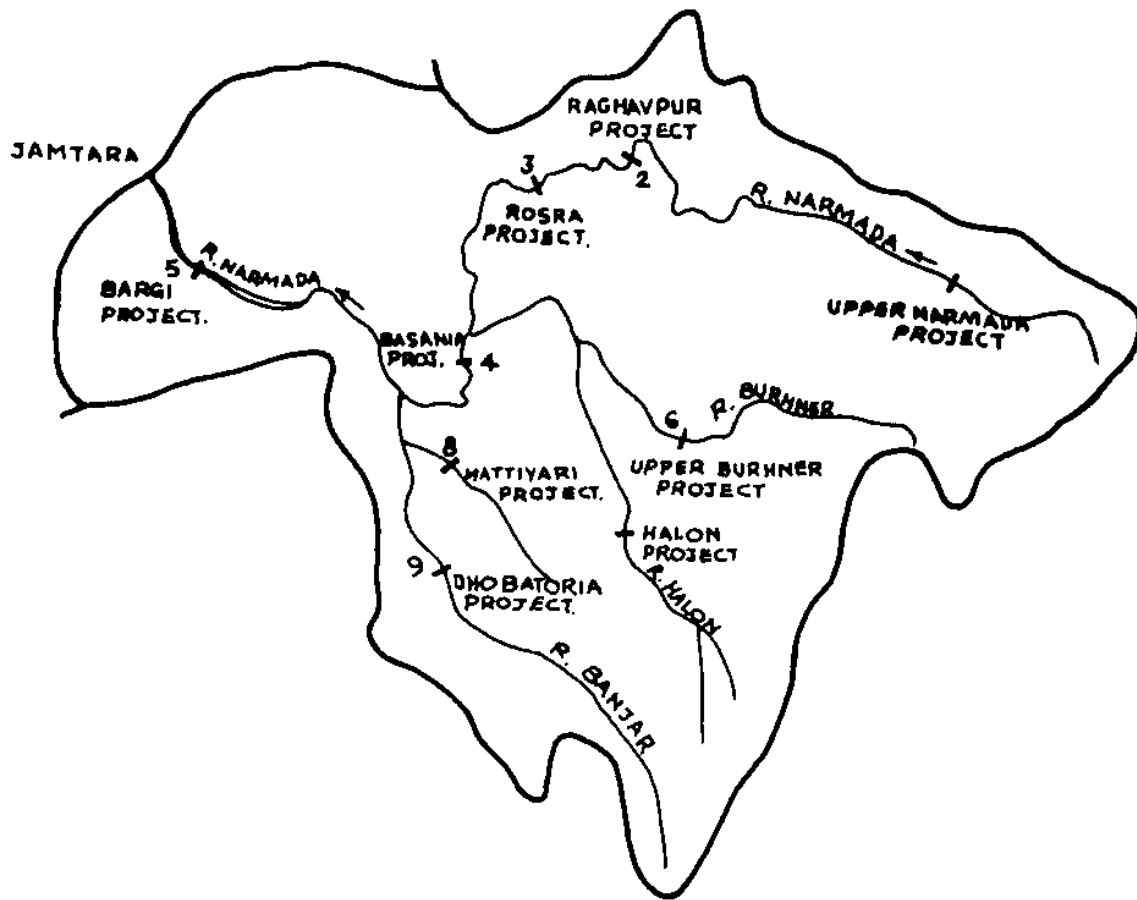 RAGHAVPUR
PROJECT
2
JAMTARA
3
ROSRA
PROJECT.
R. NARMADA
UPPER NARMADA
PROJECT
5
R. NARMADA
BARGI
PROJECT.
BASANIA
PROJ.
4
6
R. BURHNER
UPPER BURHNER
PROJECT
8
MATTIYARI
PROJECT.
HALON
PROJECT
R. HALON
9
DHOBATORIA
PROJECT.
R. BANJAR